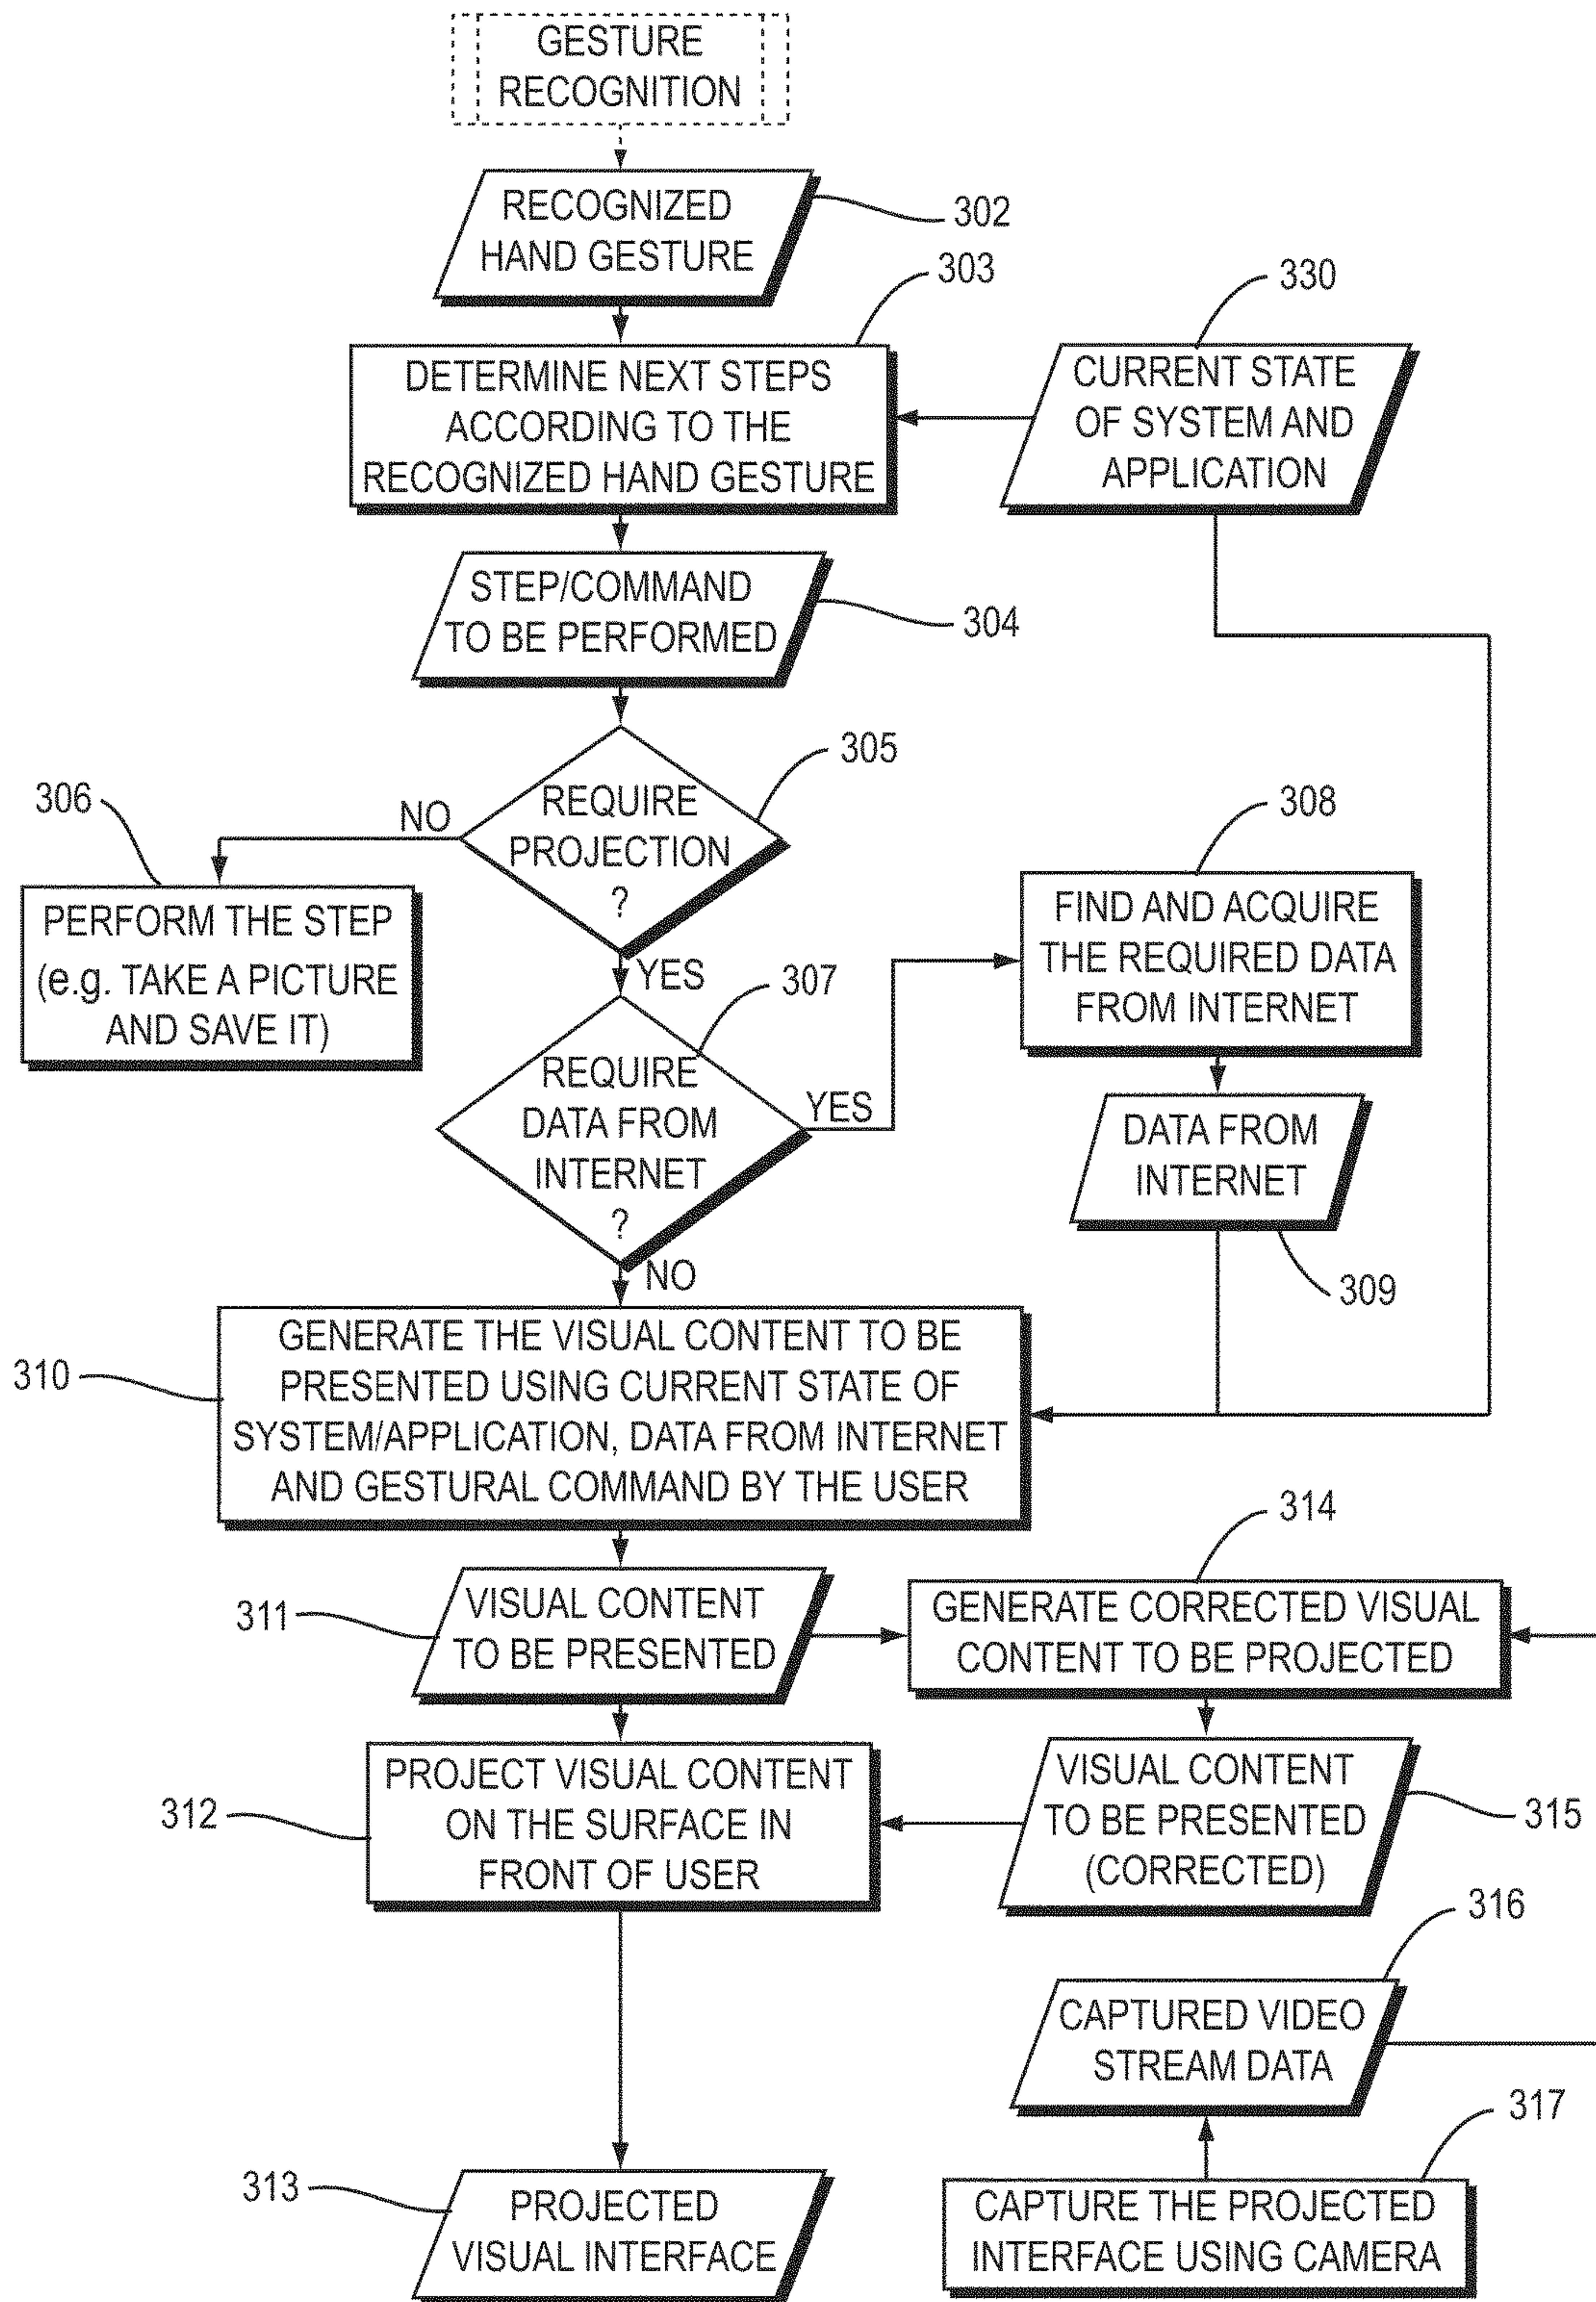 GESTURE
RECOGNITION
RECOGNIZED
HAND GESTURE
302
303
DETERMINE NEXT STEPS
ACCORDING TO THE
RECOGNIZED HAND GESTURE
330
CURRENT STATE
OF SYSTEM AND
APPLICATION
STEP/COMMAND
TO BE PERFORMED
304
305
REQUIRE
PROJECTION
?
NO
306
PERFORM THE STEP
(e.g. TAKE A PICTURE
AND SAVE IT)
YES
307
REQUIRE
DATA FROM
INTERNET
?
YES
308
FIND AND ACQUIRE
THE REQUIRED DATA
FROM INTERNET
DATA FROM
INTERNET
309
NO
310
GENERATE THE VISUAL CONTENT TO BE
PRESENTED USING CURRENT STATE OF
SYSTEM/APPLICATION, DATA FROM INTERNET
AND GESTURAL COMMAND BY THE USER
311
VISUAL CONTENT
TO BE PRESENTED
314
GENERATE CORRECTED VISUAL
CONTENT TO BE PROJECTED
312
PROJECT VISUAL CONTENT
ON THE SURFACE IN
FRONT OF USER
VISUAL CONTENT
TO BE PRESENTED
(CORRECTED)
315
316
CAPTURED VIDEO
STREAM DATA
317
313
PROJECTED
VISUAL INTERFACE
CAPTURE THE PROJECTED
INTERFACE USING CAMERA